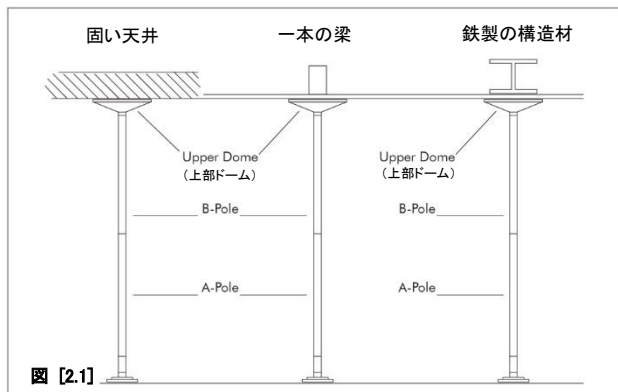 固い天井 一本の梁 鉄製の構造材
Upper Dome Upper Dome
(上部ドーム) (上部ドーム)
B-Pole B-Pole
A-Pole A-Pole
図 [2.1]